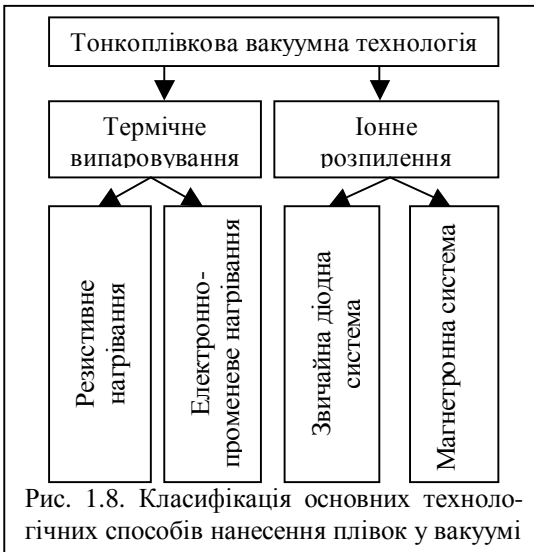 Тонкоплівкова вакуумна технологія
Термічне
випаровування
Іонне
розпилення
Резистивне
нагрівання
Електронно-
променеве нагрівання
Звичайна діодна
система
Магнетронна система
Рис. 1.8. Класифікація основних техноло-
гічних способів нанесення плівок у вакуумі